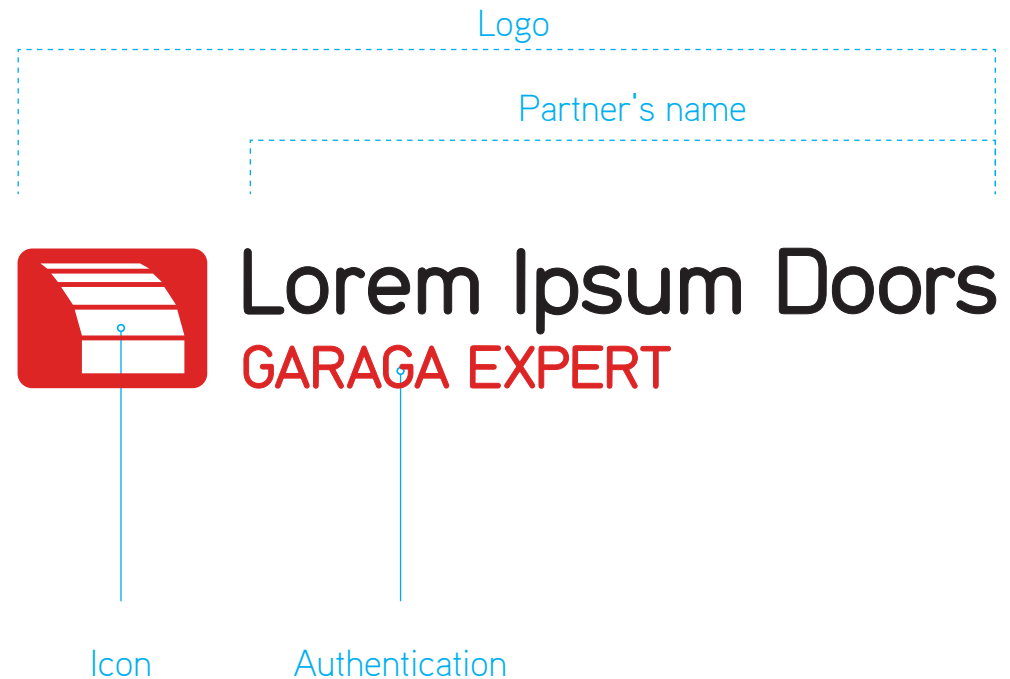 Logo
Partner's name
Lorem Ipsum Doors
GARAGA EXPERT
Icon
Authentication